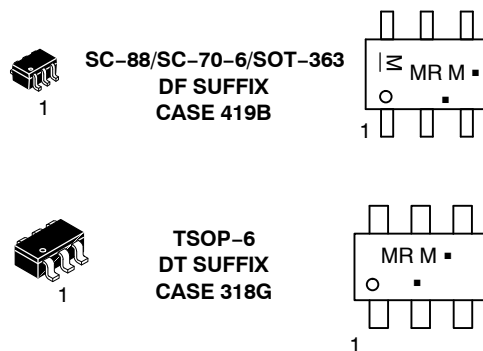 SC−88/SC−70−6/SOT−363
DF SUFFIX
CASE 419B
1
M
MR M ▪
▪
1
TSOP−6
DT SUFFIX
CASE 318G
1
MR M ▪
▪
1